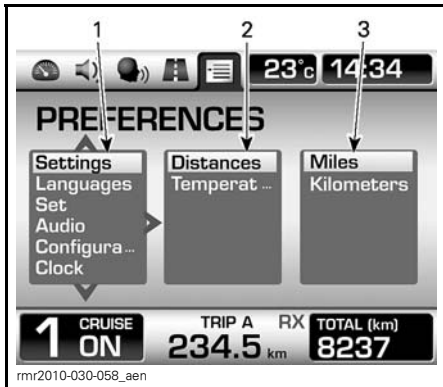 1 2 3
23°c 14:34
PREFERENCES
Settings Distances Miles
Languages Temperat ... Kilometers
Set
Audio
Configura ...
Clock
1 CRUISE ON TRIP A 234.5 km RX TOTAL (km) 8237
rmr2010-030-058_aen